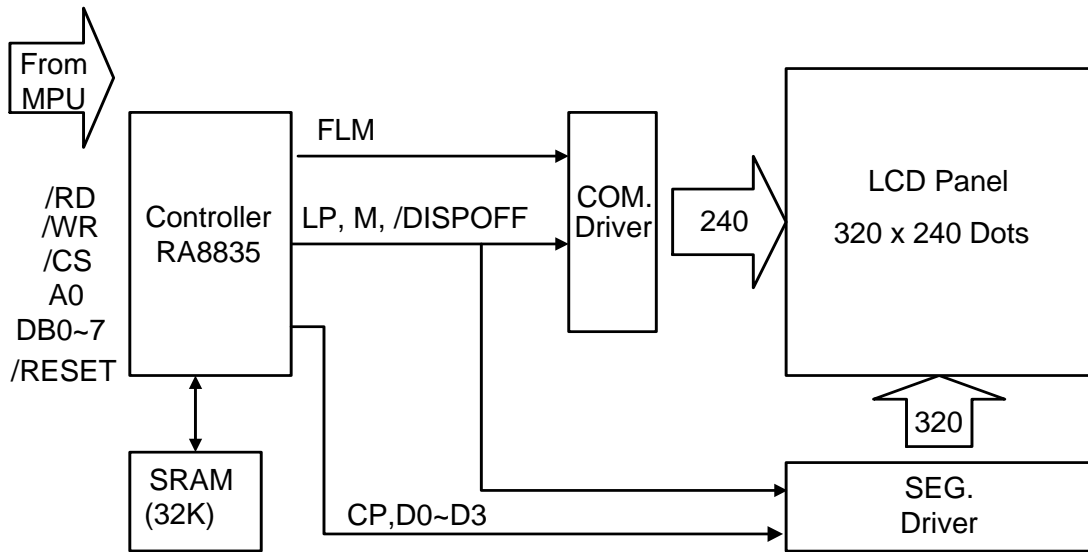 From
MPU
/RD
/WR
/CS
A0
DB0~7
/RESET
Controller
RA8835
SRAM
(32K)
FLM
LP, M, /DISPOFF
CP,D0~D3
COM.
Driver
240
LCD Panel
320 x 240 Dots
320
SEG.
Driver